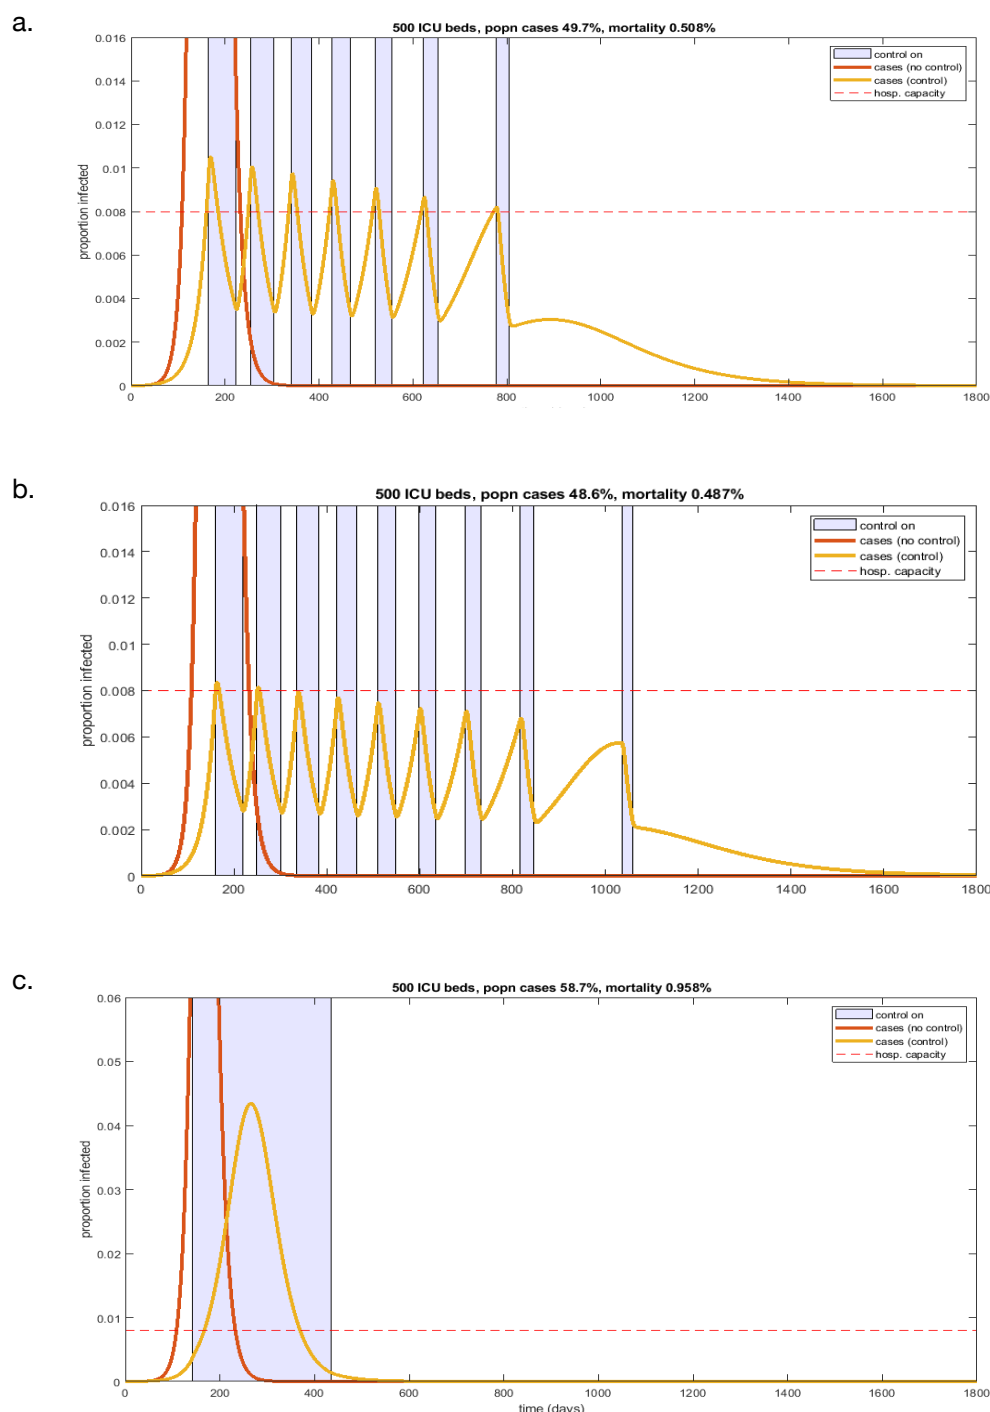 a.
500 ICU beds, popn cases 49.7%, mortality 0.508%
control on
cases (no control)
cases (control)
hosp. capacity
proportion infected
0.016
0.014
0.012
0.01
0.008
0.006
0.004
0.002
0
0 200 400 600 800 1000 1200 1400 1600 1800
b.
500 ICU beds, popn cases 48.6%, mortality 0.487%
control on
cases (no control)
cases (control)
hosp. capacity
proportion infected
0.016
0.014
0.012
0.01
0.008
0.006
0.004
0.002
0
0 200 400 600 800 1000 1200 1400 1600 1800
c.
500 ICU beds, popn cases 58.7%, mortality 0.958%
control on
cases (no control)
cases (control)
hosp. capacity
proportion infected
0.06
0.05
0.04
0.03
0.02
0.01
0
0 200 400 600 800 1000 1200 1400 1600 1800
time (days)